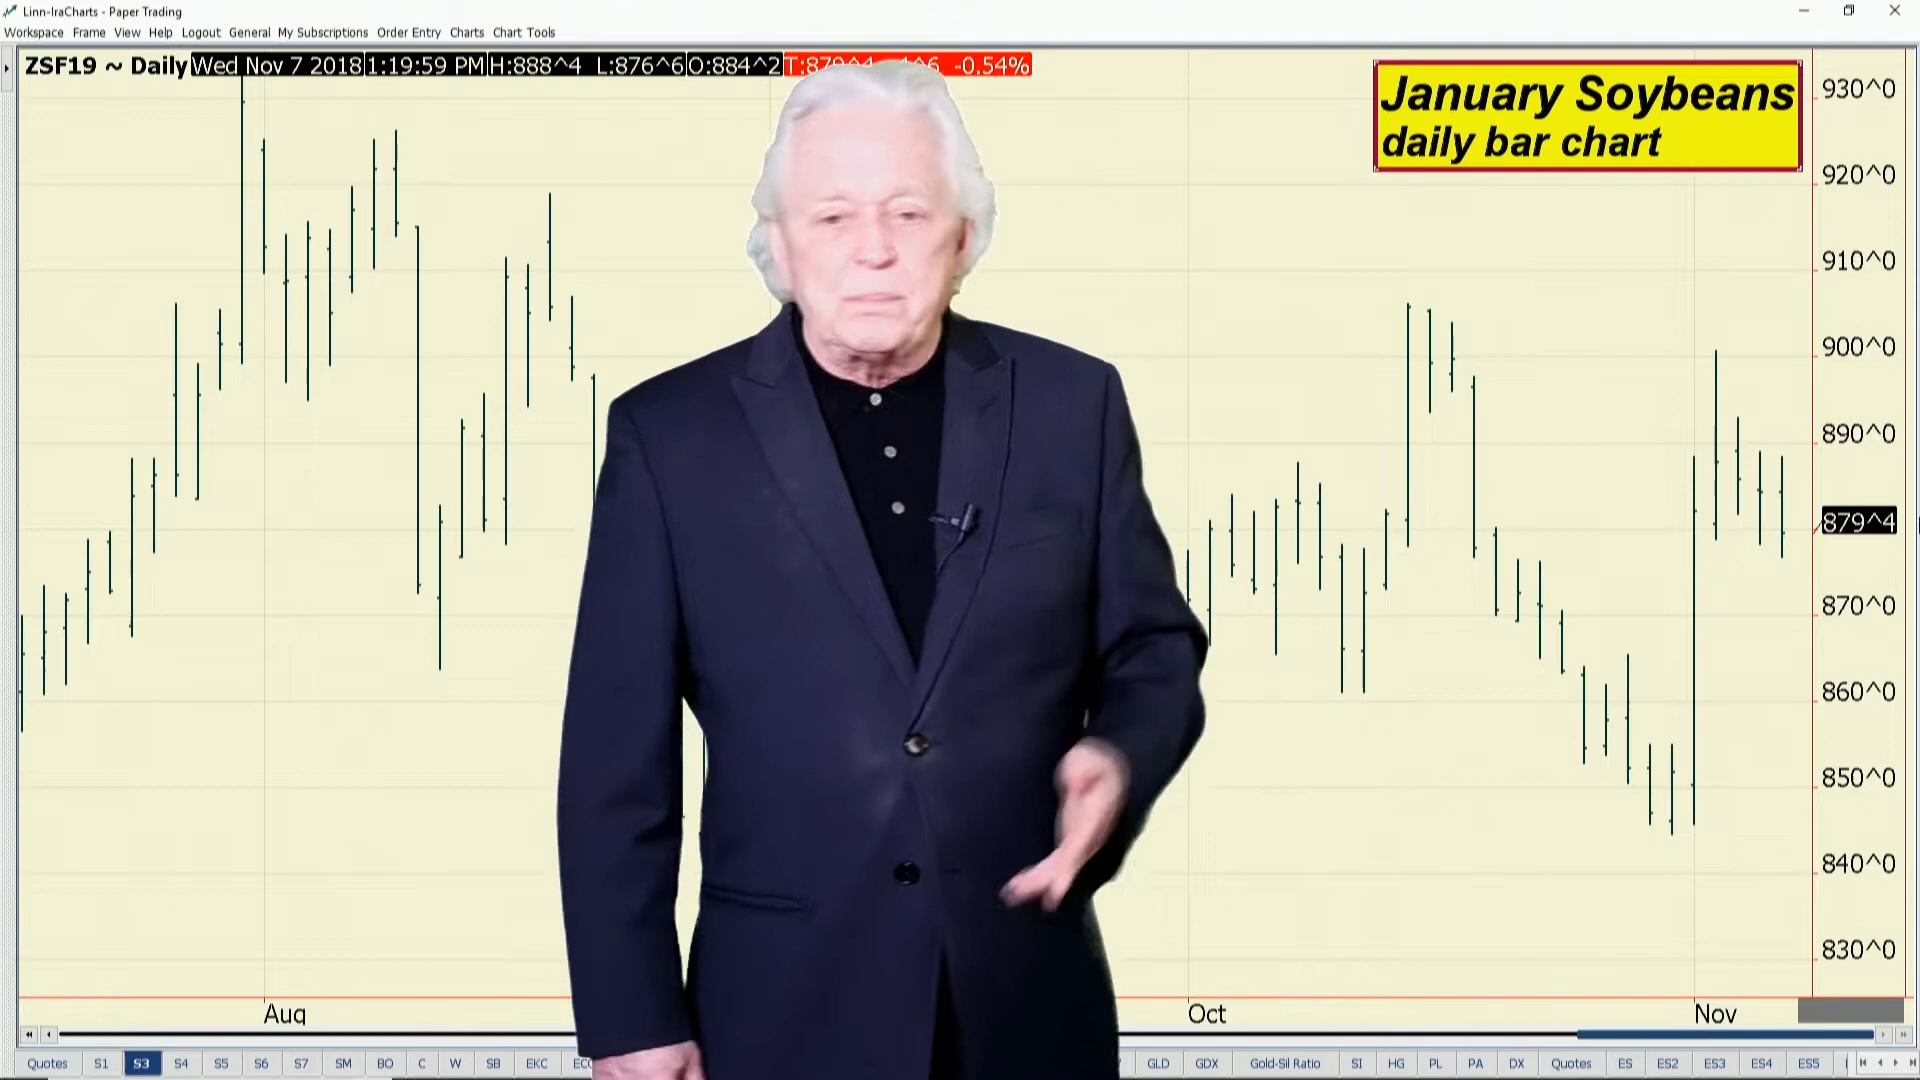 Linn-IraCharts - Paper Trading
Workspace Frame View Help Logout General My Subscriptions Order Entry Charts Chart Tools
ZSF19 ~ Daily Wed Nov 7 2018 1:19:59 PM H:888^4 L:876^6 O:884^2 T:879^4 -0.54%
January Soybeans
daily bar chart
930^0
920^0
910^0
900^0
890^0
879^4
870^0
860^0
850^0
840^0
830^0
Aug Oct Nov
Quotes S1 S3 S4 S5 S6 S7 SM BO C W SB EKC GLD GDX Gold-Sil Ratio SI HG PL PA DX Quotes ES ES2 ES3 ES4 ES5